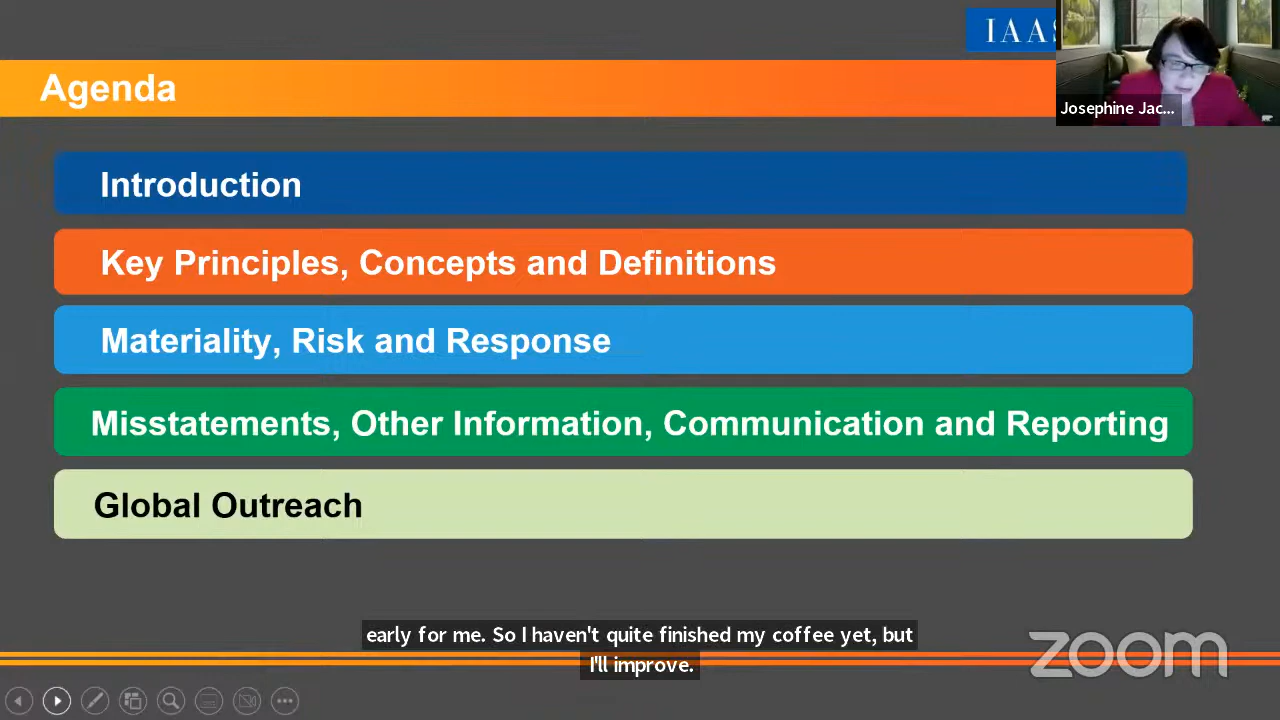 IAAS
Agenda
Josephine Jac...
Introduction
Key Principles, Concepts and Definitions
Materiality, Risk and Response
Misstatements, Other Information, Communication and Reporting
Global Outreach
early for me. So I haven't quite finished my coffee yet, but
I'll improve.
zoom